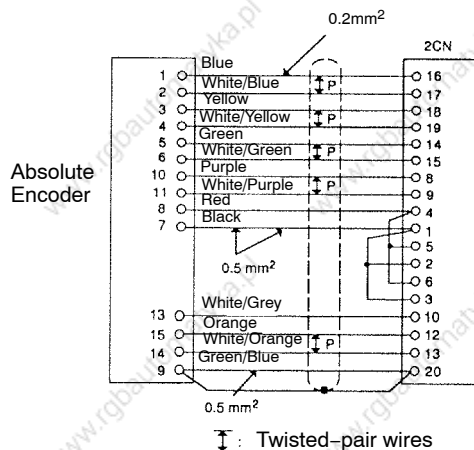 0.2mm²
2CN
Blue
1 16
White/Blue P
2 17
Yellow
3 18
White/Yellow P
4 19
Green
5 14
White/Green P
6 15
Purple
10 8
White/Purple P
11 9
Red
8 4
Black
7 1
Absolute
Encoder
5
0.5 mm²
2
6
3
White/Grey
13 10
Orange
15 12
White/Orange P
14 13
Green/Blue
9 20
0.5 mm²
: Twisted-pair wires
www.rgbautomatyka.pl